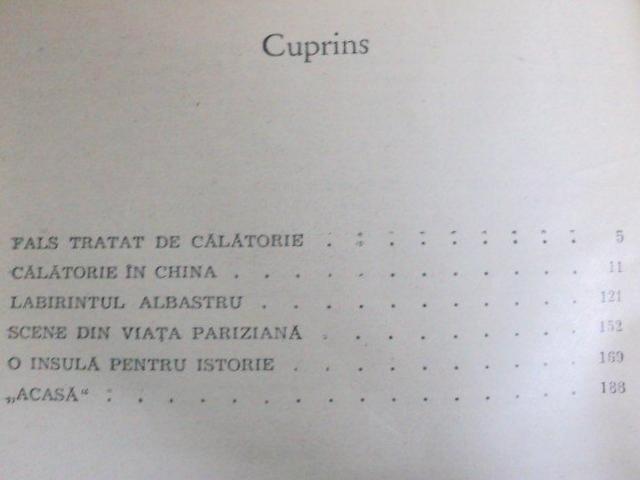 Cuprins
FALS TRATAT DE CĂLĂTORIE . . . . . . . . . 5
CĂLĂTORIE ÎN CHINA . . . . . . . . . . . . 11
LABIRINTUL ALBASTRU . . . . . . . . . . . 121
SCENE DIN VIAȚA PARIZIANĂ . . . . . . . . . 152
O INSULĂ PENTRU ISTORIE . . . . . . . . . . 169
„ACASĂ“ . . . . . . . . . . . . . . . . 188